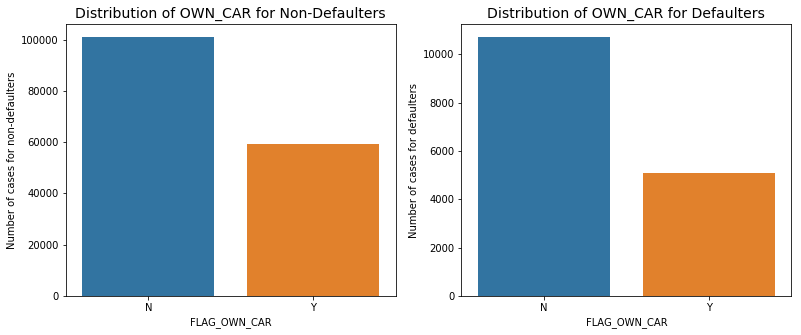 Distribution of OWN_CAR for Non-Defaulters
Number of cases for non-defaulters
100000
80000
60000
40000
20000
0
N
Y
FLAG_OWN_CAR
Distribution of OWN_CAR for Defaulters
Number of cases for defaulters
10000
8000
6000
4000
2000
0
N
Y
FLAG_OWN_CAR